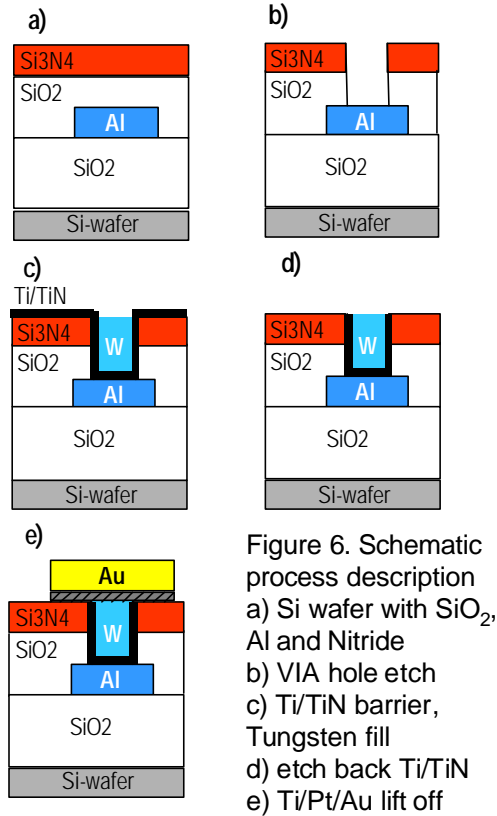 a)
Si3N4
SiO2
Al
SiO2
Si-wafer
b)
Si3N4
SiO2
Al
SiO2
Si-wafer
c)
Ti/TiN
Si3N4
W
SiO2
Al
SiO2
Si-wafer
d)
Si3N4
W
SiO2
Al
SiO2
Si-wafer
e)
Au
Si3N4
W
SiO2
Al
SiO2
Si-wafer
Figure 6. Schematic
process description
a) Si wafer with SiO₂,
Al and Nitride
b) VIA hole etch
c) Ti/TiN barrier,
Tungsten fill
d) etch back Ti/TiN
e) Ti/Pt/Au lift off